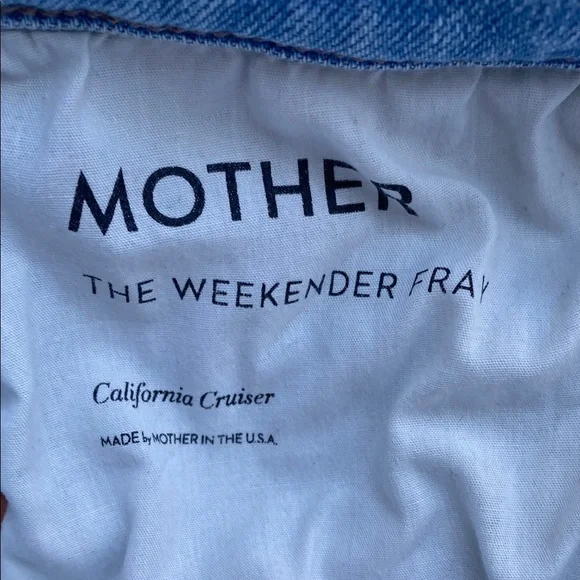 MOTHER
THE WEEKENDER FRAY
California Cruiser
MADE by MOTHER IN THE U.S.A.